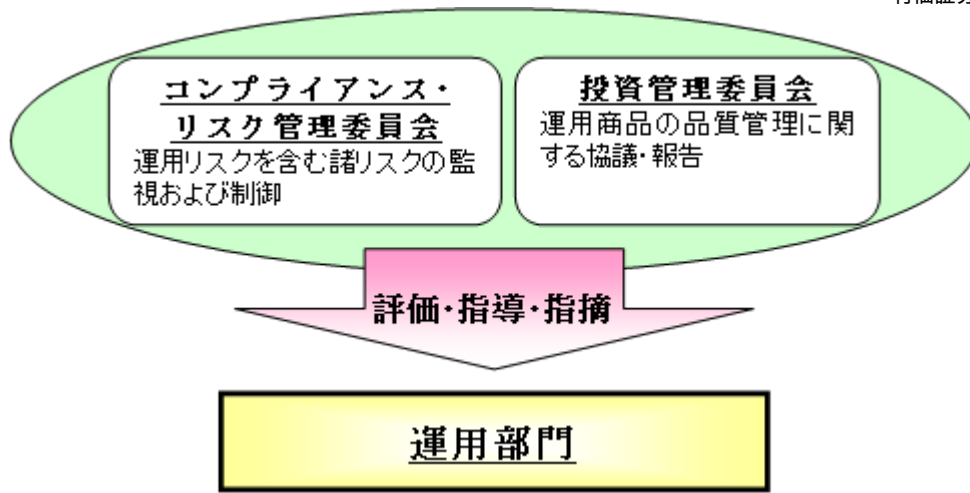 コンプライアンス・
リスク管理委員会
運用リスクを含む諸リスクの監
視および制御
投資管理委員会
運用商品の品質管理に関
する協議・報告
評価・指導・指摘
運用部門